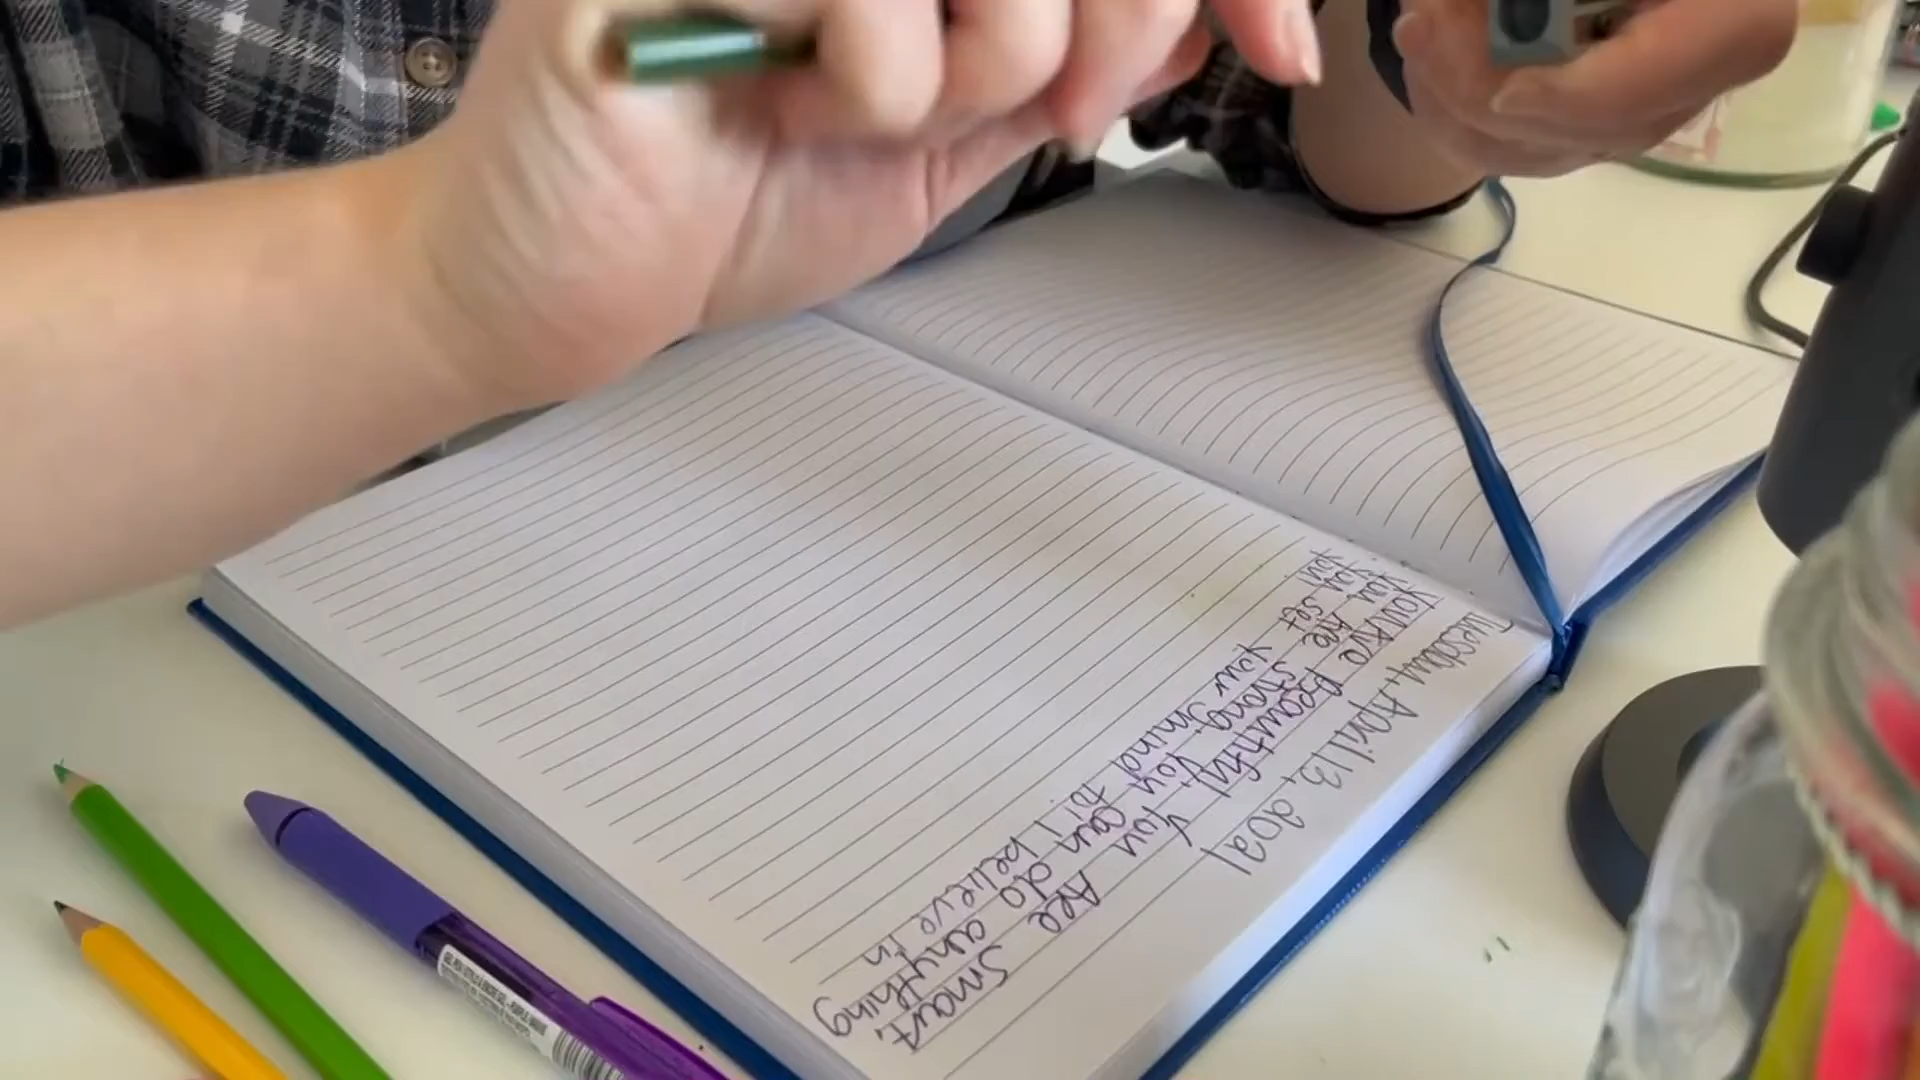 Tuesday, April 13, 2021
You Are Beautiful, You Are Smart,
You Are Strong, You can do anything
You set Your mind to! I believe in
You!